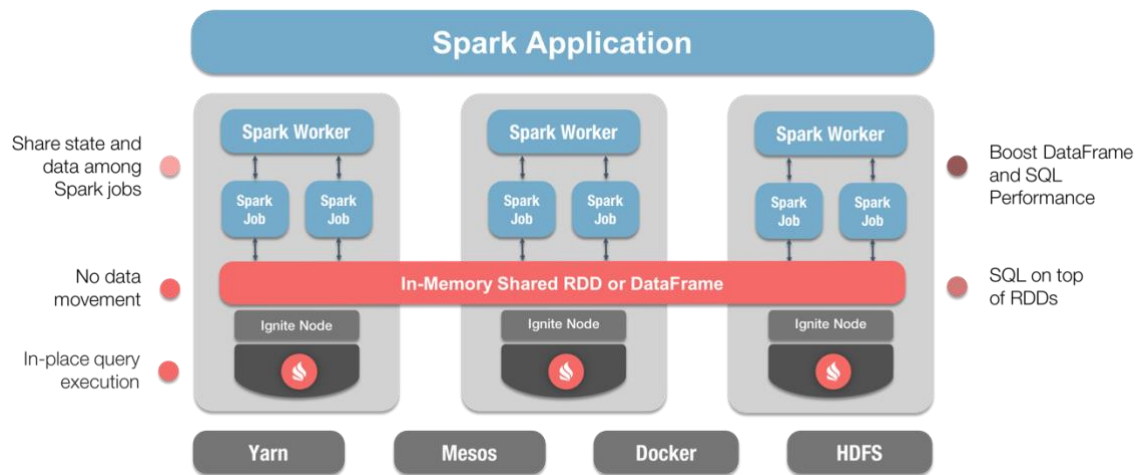 Spark Application
Share state and
data among
Spark jobs
No data
movement
In-place query
execution
Spark Worker
Spark Worker
Spark Worker
Spark
Job
Spark
Job
Spark
Job
Spark
Job
Spark
Job
Spark
Job
In-Memory Shared RDD or DataFrame
Ignite Node
Ignite Node
Ignite Node
Boost DataFrame
and SQL
Performance
SQL on top
of RDDs
Yarn
Mesos
Docker
HDFS